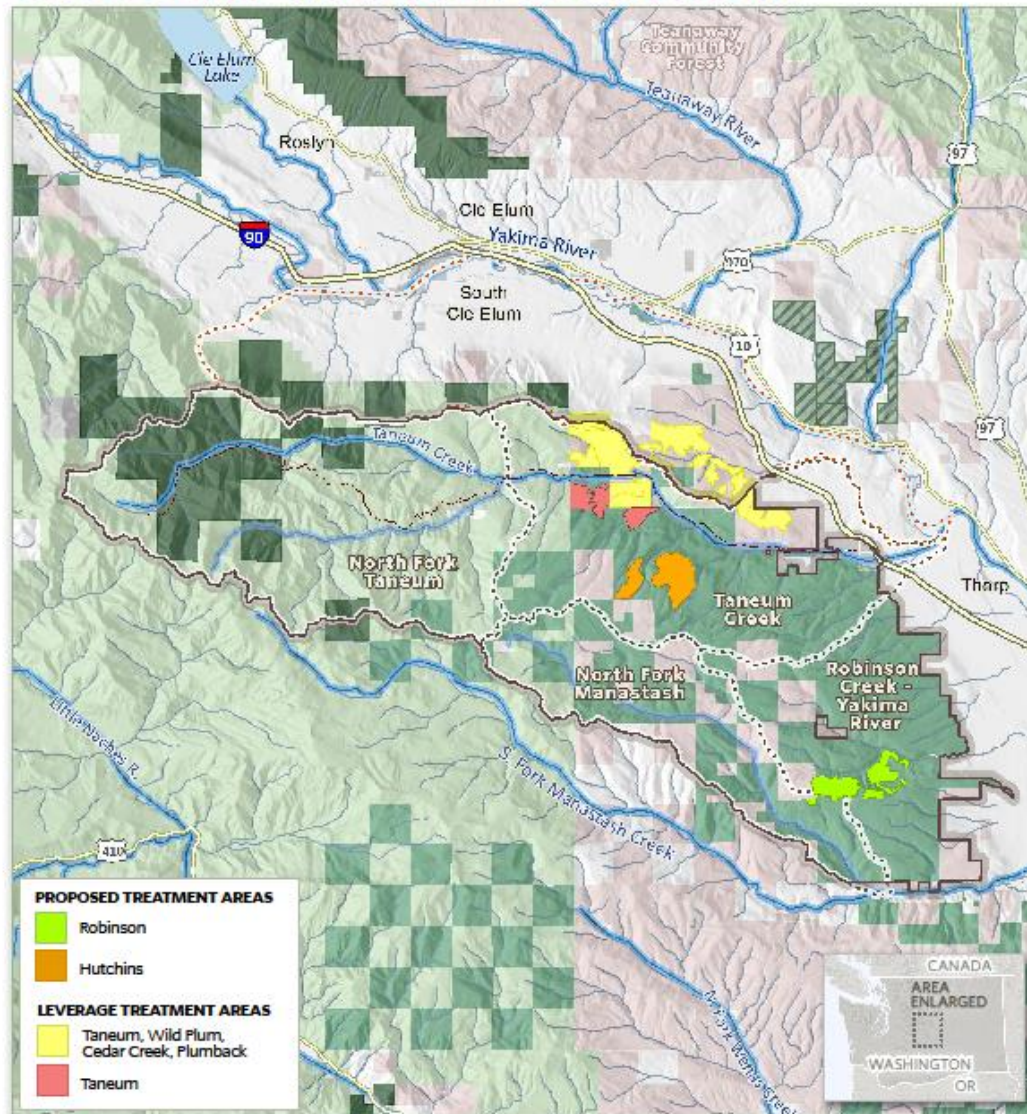 Cle Elum
Lake
Teanaway
Community
Forest
Teanaway River
Roslyn
97
Cle Elum
Yakima River
90
970
South
Cle Elum
10
97
Taneum Creek
North Fork
Taneum
Taneum
Creek
Thorp
North Fork
Manastash
Robinson
Creek -
Yakima
River
Little Naches R.
S. Fork Manastash Creek
410
PROPOSED TREATMENT AREAS
Robinson
Hutchins
LEVERAGE TREATMENT AREAS
Taneum, Wild Plum,
Cedar Creek, Plumback
Taneum
CANADA
AREA
ENLARGED
WASHINGTON
OR